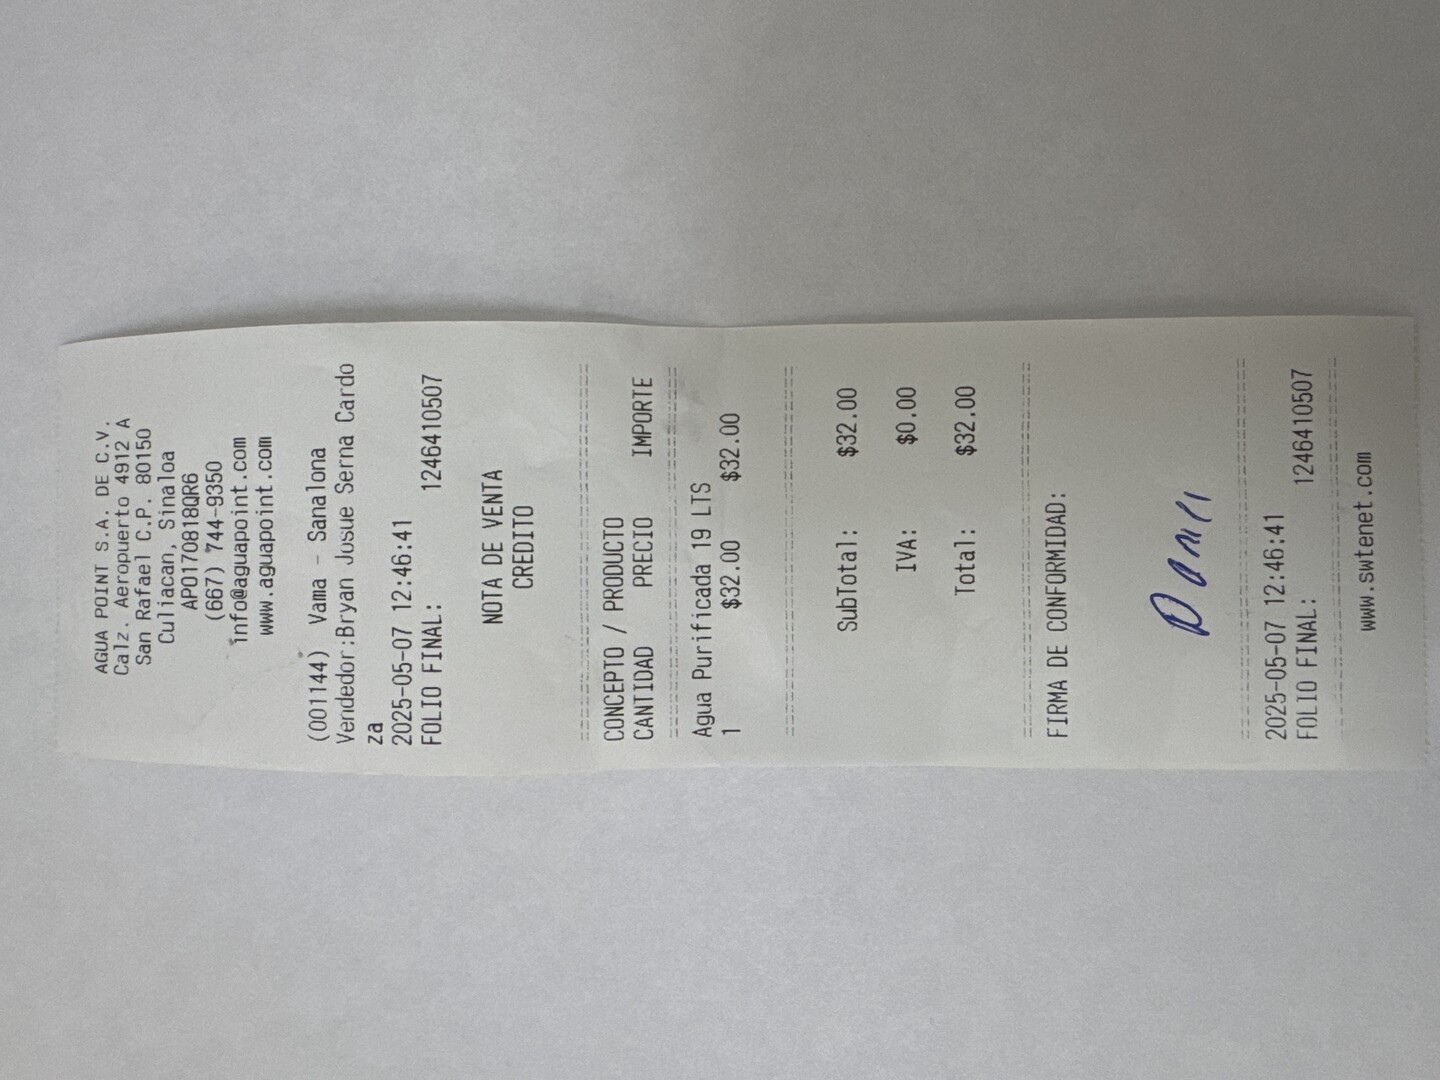 AGUA POINT S.A. DE C.V.
Calz. Aeropuerto 4912 A
San Rafael C.P. 80150
Culiacan, Sinaloa
APO170818QR6
(667) 744-9350
info@aguapoint.com
www.aguapoint.com
(001144) Vama - Sanalona
Vendedor:Bryan Josue Serna Cardo
za
2025-05-07 12:46:41
FOLIO FINAL: 1246410507
NOTA DE VENTA
CREDITO
CONCEPTO / PRODUCTO
CANTIDAD PRECIO IMPORTE
Agua Purificada 19 LTS
1 $32.00 $32.00
SubTotal: $32.00
IVA: $0.00
Total: $32.00
FIRMA DE CONFORMIDAD:
2025-05-07 12:46:41
FOLIO FINAL: 1246410507
www.swtenet.com